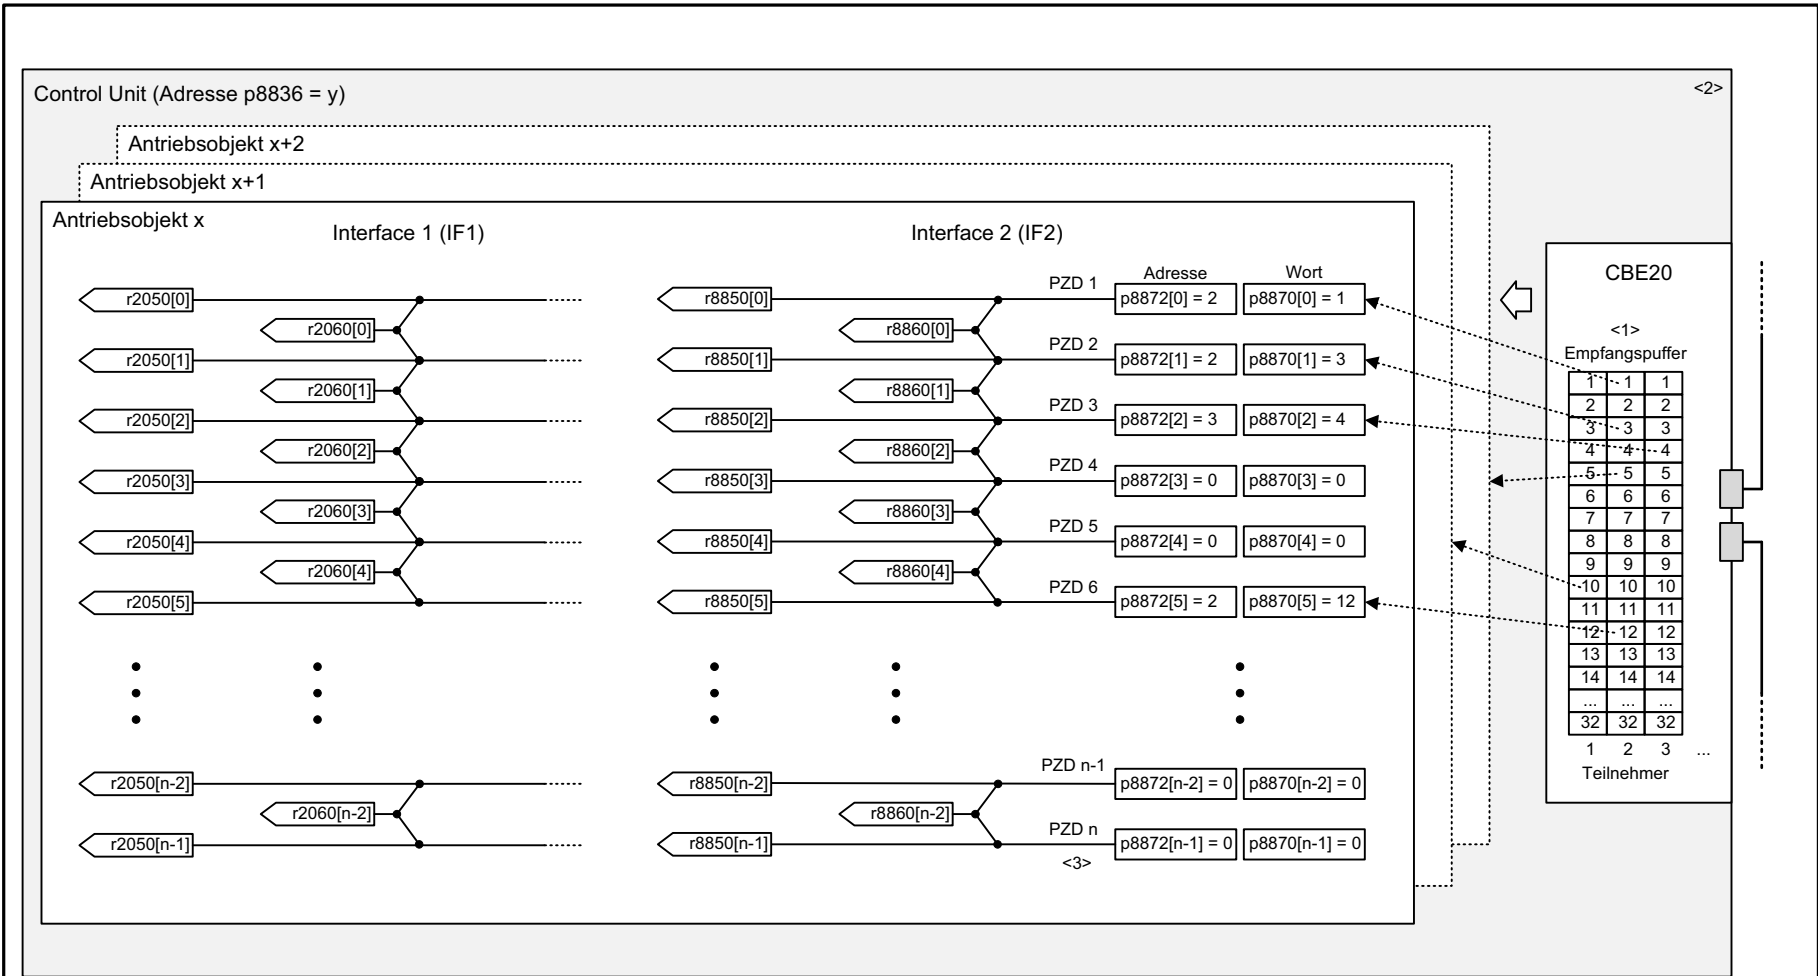 Control Unit (Adresse p8836 = y)
<2>
Antriebsobjekt x+2
Antriebsobjekt x+1
Antriebsobjekt x
Interface 1 (IF1)
Interface 2 (IF2)
Adresse Wort
r2050[0] r8850[0] PZD 1 p8872[0] = 2 p8870[0] = 1
r2060[0] r8860[0]
r2050[1] r8850[1] PZD 2 p8872[1] = 2 p8870[1] = 3
r2060[1] r8860[1]
r2050[2] r8850[2] PZD 3 p8872[2] = 3 p8870[2] = 4
r2060[2] r8860[2]
r2050[3] r8850[3] PZD 4 p8872[3] = 0 p8870[3] = 0
r2060[3] r8860[3]
r2050[4] r8850[4] PZD 5 p8872[4] = 0 p8870[4] = 0
r2060[4] r8860[4]
r2050[5] r8850[5] PZD 6 p8872[5] = 2 p8870[5] = 12
r2050[n-2] r8850[n-2] PZD n-1 p8872[n-2] = 0 p8870[n-2] = 0
r2060[n-2] r8860[n-2]
r2050[n-1] r8850[n-1] PZD n p8872[n-1] = 0 p8870[n-1] = 0
<3>
CBE20
<1>
Empfangspuffer
1 1 1
2 2 2
3 3 3
4 4 4
5 5 5
6 6 6
7 7 7
8 8 8
9 9 9
10 10 10
11 11 11
12 12 12
13 13 13
14 14 14
... ... ...
32 32 32
1 2 3 ...
Teilnehmer